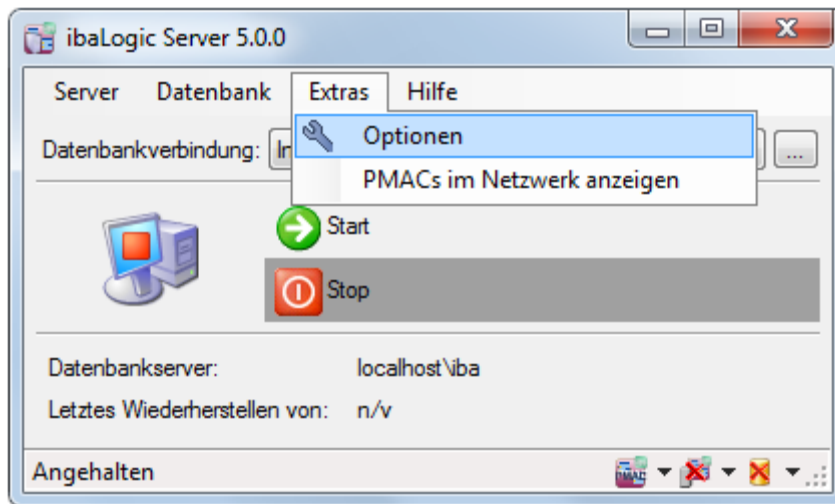 ibaLogic Server 5.0.0
Server Datenbank Extras Hilfe
Optionen
Datenbankverbindung: ...
PMACs im Netzwerk anzeigen
Start
Stop
Datenbankserver: localhost\iba
Letztes Wiederherstellen von: n/v
Angehalten PMAC